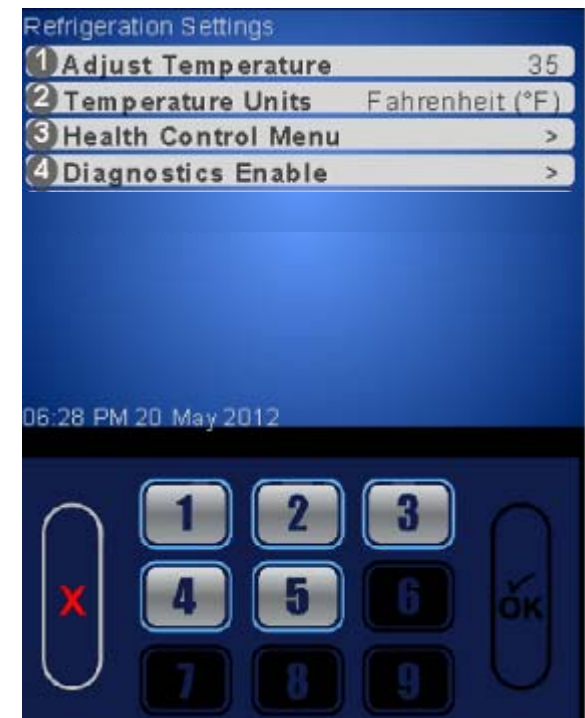 Refrigeration Settings
1 Adjust Temperature 35
2 Temperature Units Fahrenheit (°F)
3 Health Control Menu >
4 Diagnostics Enable >
06:28 PM 20 May 2012
1 2 3
X 4 5 6 OK
7 8 9